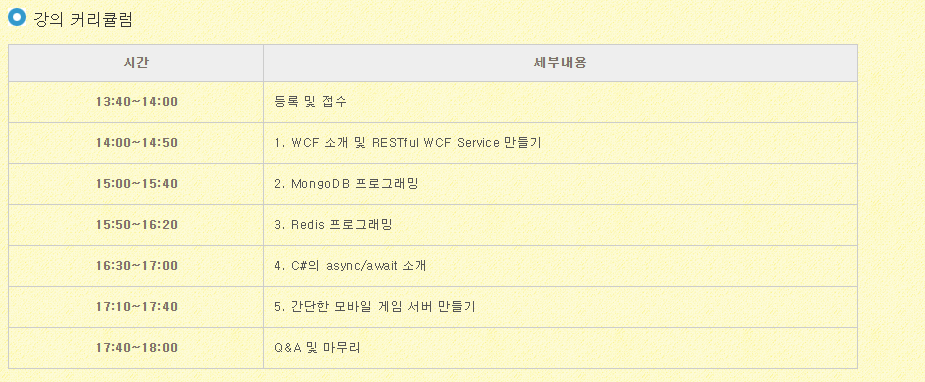 강의 커리큘럼
시간 세부내용
13:40~14:00 등록 및 접수
14:00~14:50 1. WCF 소개 및 RESTful WCF Service 만들기
15:00~15:40 2. MongoDB 프로그래밍
15:50~16:20 3. Redis 프로그래밍
16:30~17:00 4. C#의 async/await 소개
17:10~17:40 5. 간단한 모바일 게임 서버 만들기
17:40~18:00 Q&A 및 마무리